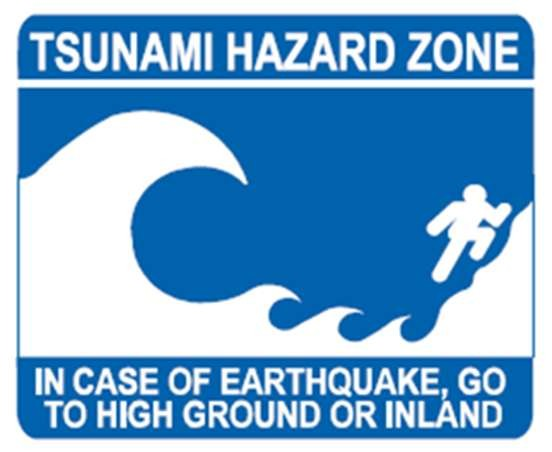 TSUNAMI HAZARD ZONE
IN CASE OF EARTHQUAKE, GO
TO HIGH GROUND OR INLAND